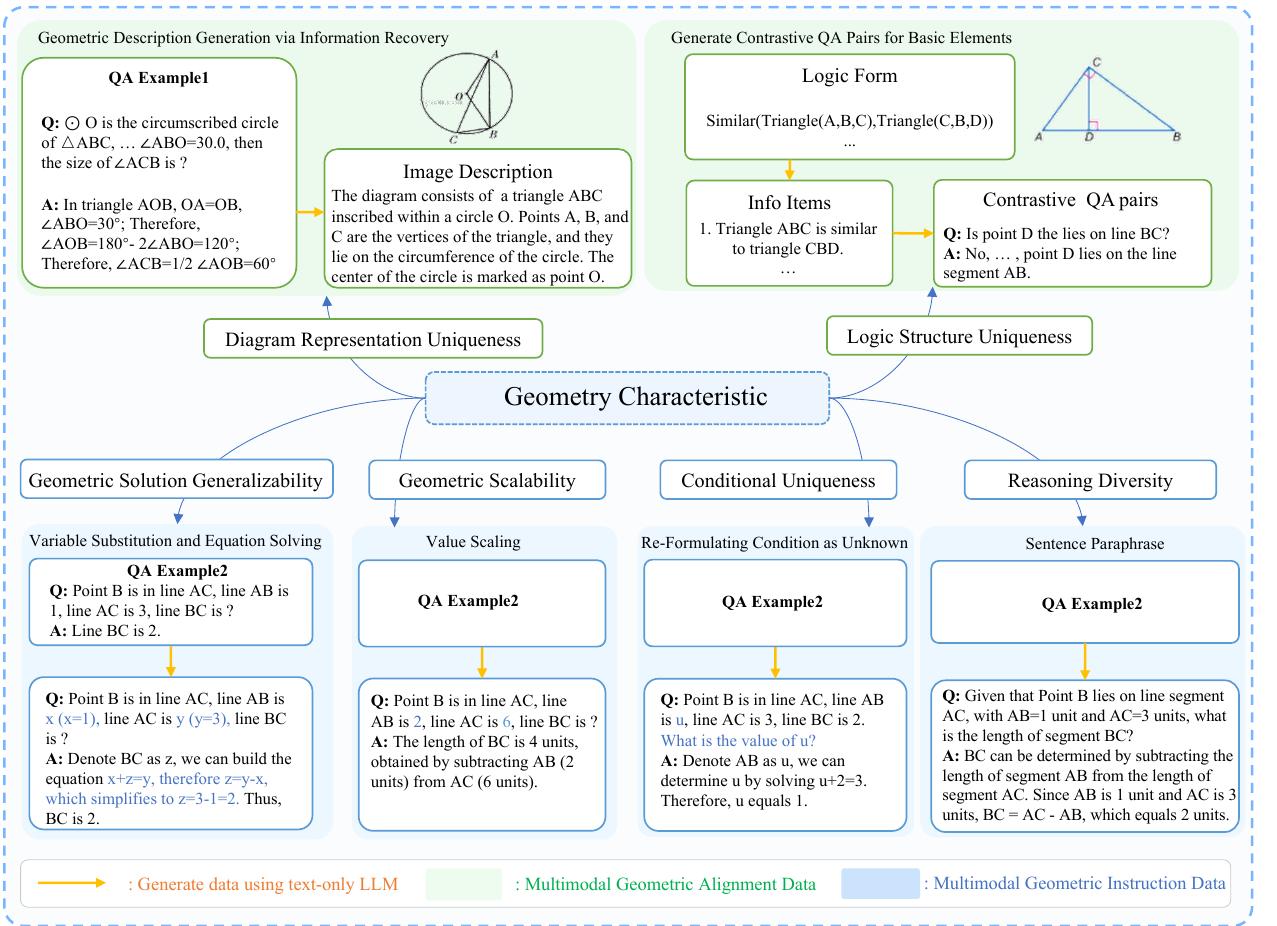 Geometric Description Generation via Information Recovery
QA Example1
Q: ⊙ O is the circumscribed circle
of △ABC, … ∠ABO=30.0, then
the size of ∠ACB is ?
A: In triangle AOB, OA=OB,
∠ABO=30°; Therefore,
∠AOB=180°- 2∠ABO=120°;
Therefore, ∠ACB=1/2 ∠AOB=60°
A
O
C
B
Image Description
The diagram consists of a triangle ABC
inscribed within a circle O. Points A, B, and
C are the vertices of the triangle, and they
lie on the circumference of the circle. The
center of the circle is marked as point O.
Generate Contrastive QA Pairs for Basic Elements
Logic Form
Similar(Triangle(A,B,C),Triangle(C,B,D))
...
C
A
D
B
Info Items
1. Triangle ABC is similar
to triangle CBD.
…
Contrastive QA pairs
Q: Is point D the lies on line BC?
A: No, … , point D lies on the line
segment AB.
Diagram Representation Uniqueness
Logic Structure Uniqueness
Geometry Characteristic
Geometric Solution Generalizability
Geometric Scalability
Conditional Uniqueness
Reasoning Diversity
Variable Substitution and Equation Solving
QA Example2
Q: Point B is in line AC, line AB is
1, line AC is 3, line BC is ?
A: Line BC is 2.
Q: Point B is in line AC, line AB is
x (x=1), line AC is y (y=3), line BC
is ?
A: Denote BC as z, we can build the
equation x+z=y, therefore z=y-x,
which simplifies to z=3-1=2. Thus,
BC is 2.
Value Scaling
QA Example2
Q: Point B is in line AC, line
AB is 2, line AC is 6, line BC is ?
A: The length of BC is 4 units,
obtained by subtracting AB (2
units) from AC (6 units).
Re-Formulating Condition as Unknown
QA Example2
Q: Point B is in line AC, line AB
is u, line AC is 3, line BC is 2.
What is the value of u?
A: Denote AB as u, we can
determine u by solving u+2=3.
Therefore, u equals 1.
Sentence Paraphrase
QA Example2
Q: Given that Point B lies on line segment
AC, with AB=1 unit and AC=3 units, what
is the length of segment BC?
A: BC can be determined by subtracting the
length of segment AB from the length of
segment AC. Since AB is 1 unit and AC is 3
units, BC = AC - AB, which equals 2 units.
: Generate data using text-only LLM
: Multimodal Geometric Alignment Data
: Multimodal Geometric Instruction Data